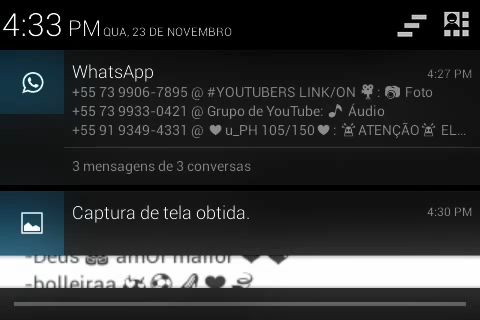 4:33 PM QUA, 23 DE NOVEMBRO
WhatsApp 4:27 PM
+55 73 9906-7895 @ #YOUTUBERS LINK/ON 🎥: 📷 Foto
+55 73 9933-0421 @ Grupo de YouTube: 🎵 Áudio
+55 91 9349-4331 @ ❤u_PH 105/150❤: 🚨ATENÇÃO🚨 EL...
3 mensagens de 3 conversas
Captura de tela obtida. 4:30 PM
-Deus amOr maiior ❤❤